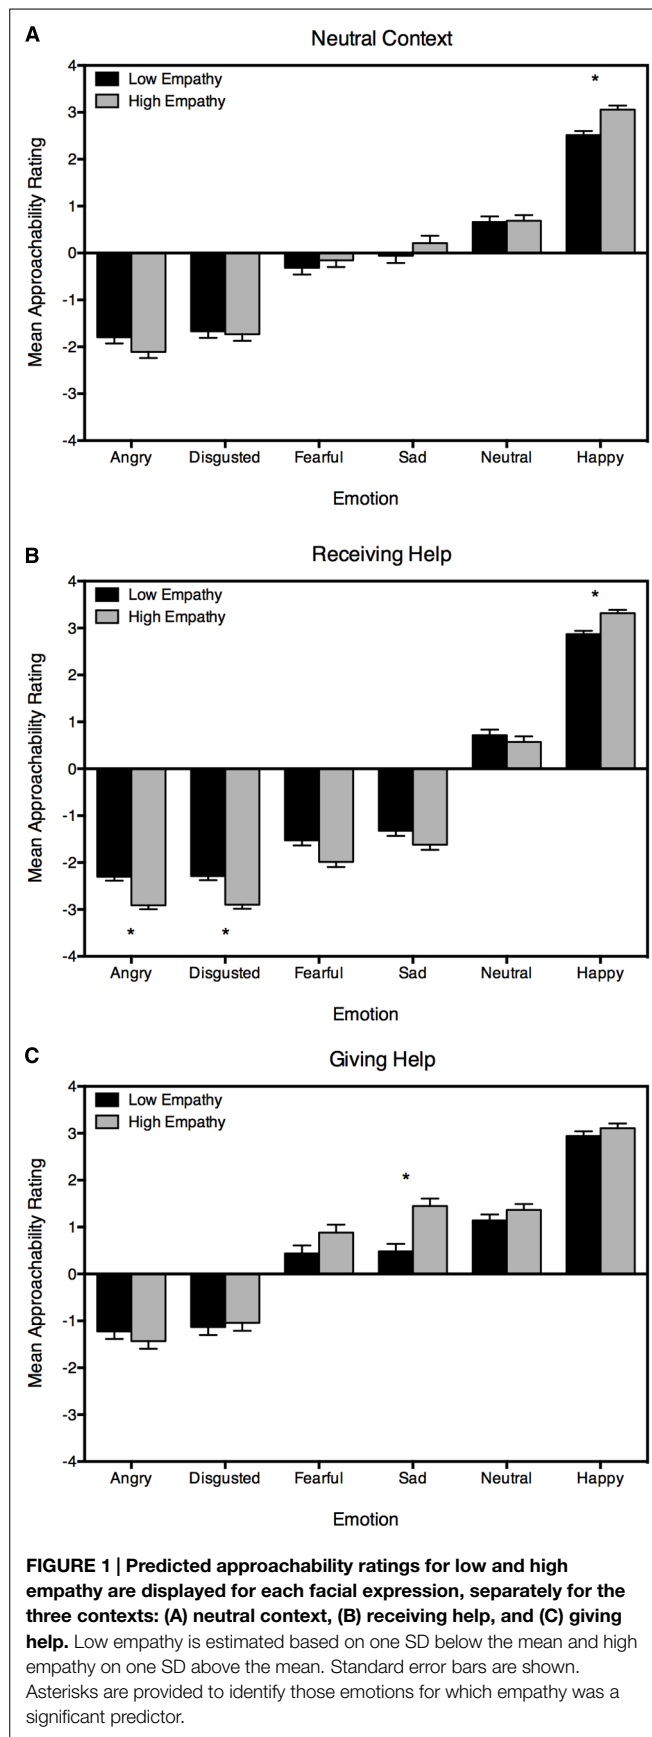 A
Neutral Context
Low Empathy
High Empathy
*
4
3
2
1
0
-1
-2
-3
-4
Mean Approachability Rating
Angry Disgusted Fearful Sad Neutral Happy
Emotion
B
Receiving Help
Low Empathy
High Empathy
*
4
3
2
1
0
-1
-2
-3
-4
Mean Approachability Rating
* *
Angry Disgusted Fearful Sad Neutral Happy
Emotion
C
Giving Help
Low Empathy
High Empathy
*
4
3
2
1
0
-1
-2
-3
-4
Mean Approachability Rating
Angry Disgusted Fearful Sad Neutral Happy
Emotion
FIGURE 1 | Predicted approachability ratings for low and high
empathy are displayed for each facial expression, separately for the
three contexts: (A) neutral context, (B) receiving help, and (C) giving
help. Low empathy is estimated based on one SD below the mean and high
empathy on one SD above the mean. Standard error bars are shown.
Asterisks are provided to identify those emotions for which empathy was a
significant predictor.